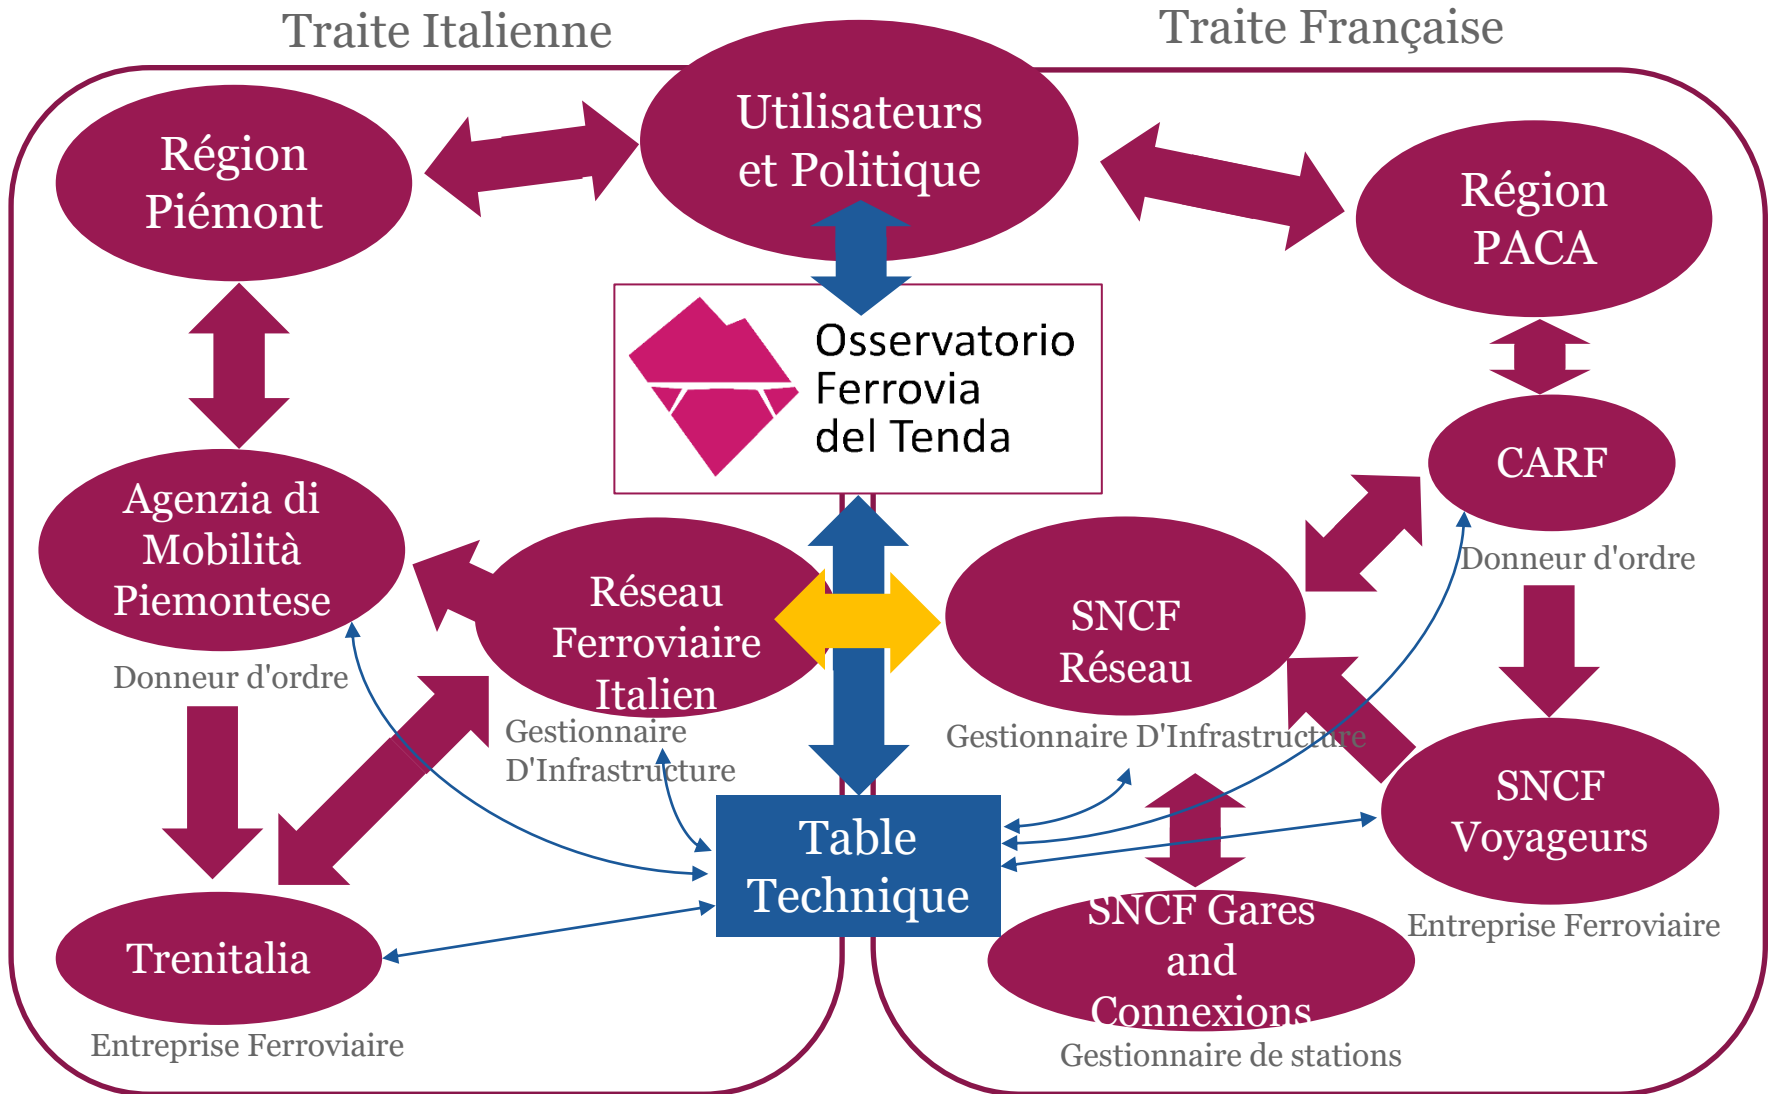 Traite Italienne
Traite Française
Utilisateurs
et Politique
Région
Piémont
Région
PACA
Osservatorio
Ferrovia
del Tenda
Agenzia di
Mobilità
Piemontese
Donneur d'ordre
CARF
Donneur d'ordre
Réseau
Ferroviaire
Italien
Gestionnaire
D'Infrastructure
SNCF
Réseau
Gestionnaire D'Infrastructure
SNCF
Voyageurs
Entreprise Ferroviaire
Table
Technique
Trenitalia
Entreprise Ferroviaire
SNCF Gares
and
Connexions
Gestionnaire de stations